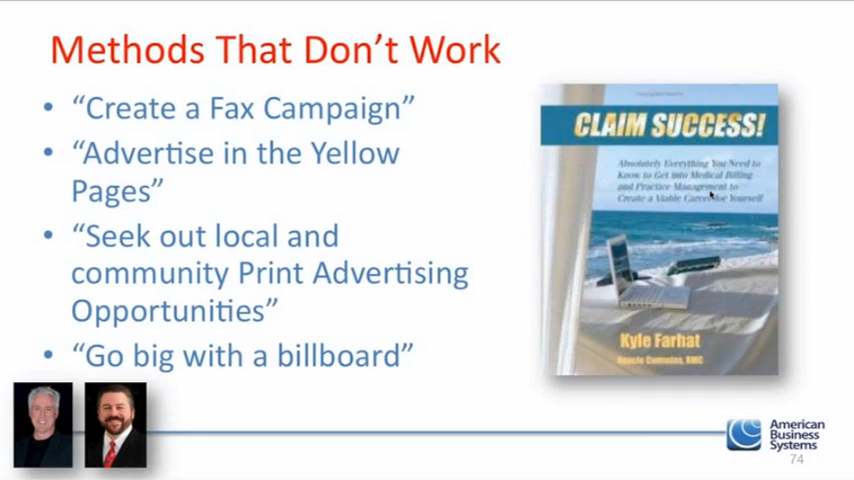 Methods That Don't Work
• "Create a Fax Campaign"
• "Advertise in the Yellow
Pages"
• "Seek out local and
community Print Advertising
Opportunities"
• "Go big with a billboard"
CLAIM SUCCESS!
Absolutely Everything You Need to
Know to Get into Medical Billing
and Practice Management to
Create a Viable Career for Yourself
Kyle Farhat
Cummins, RMC
American
Business
Systems
74